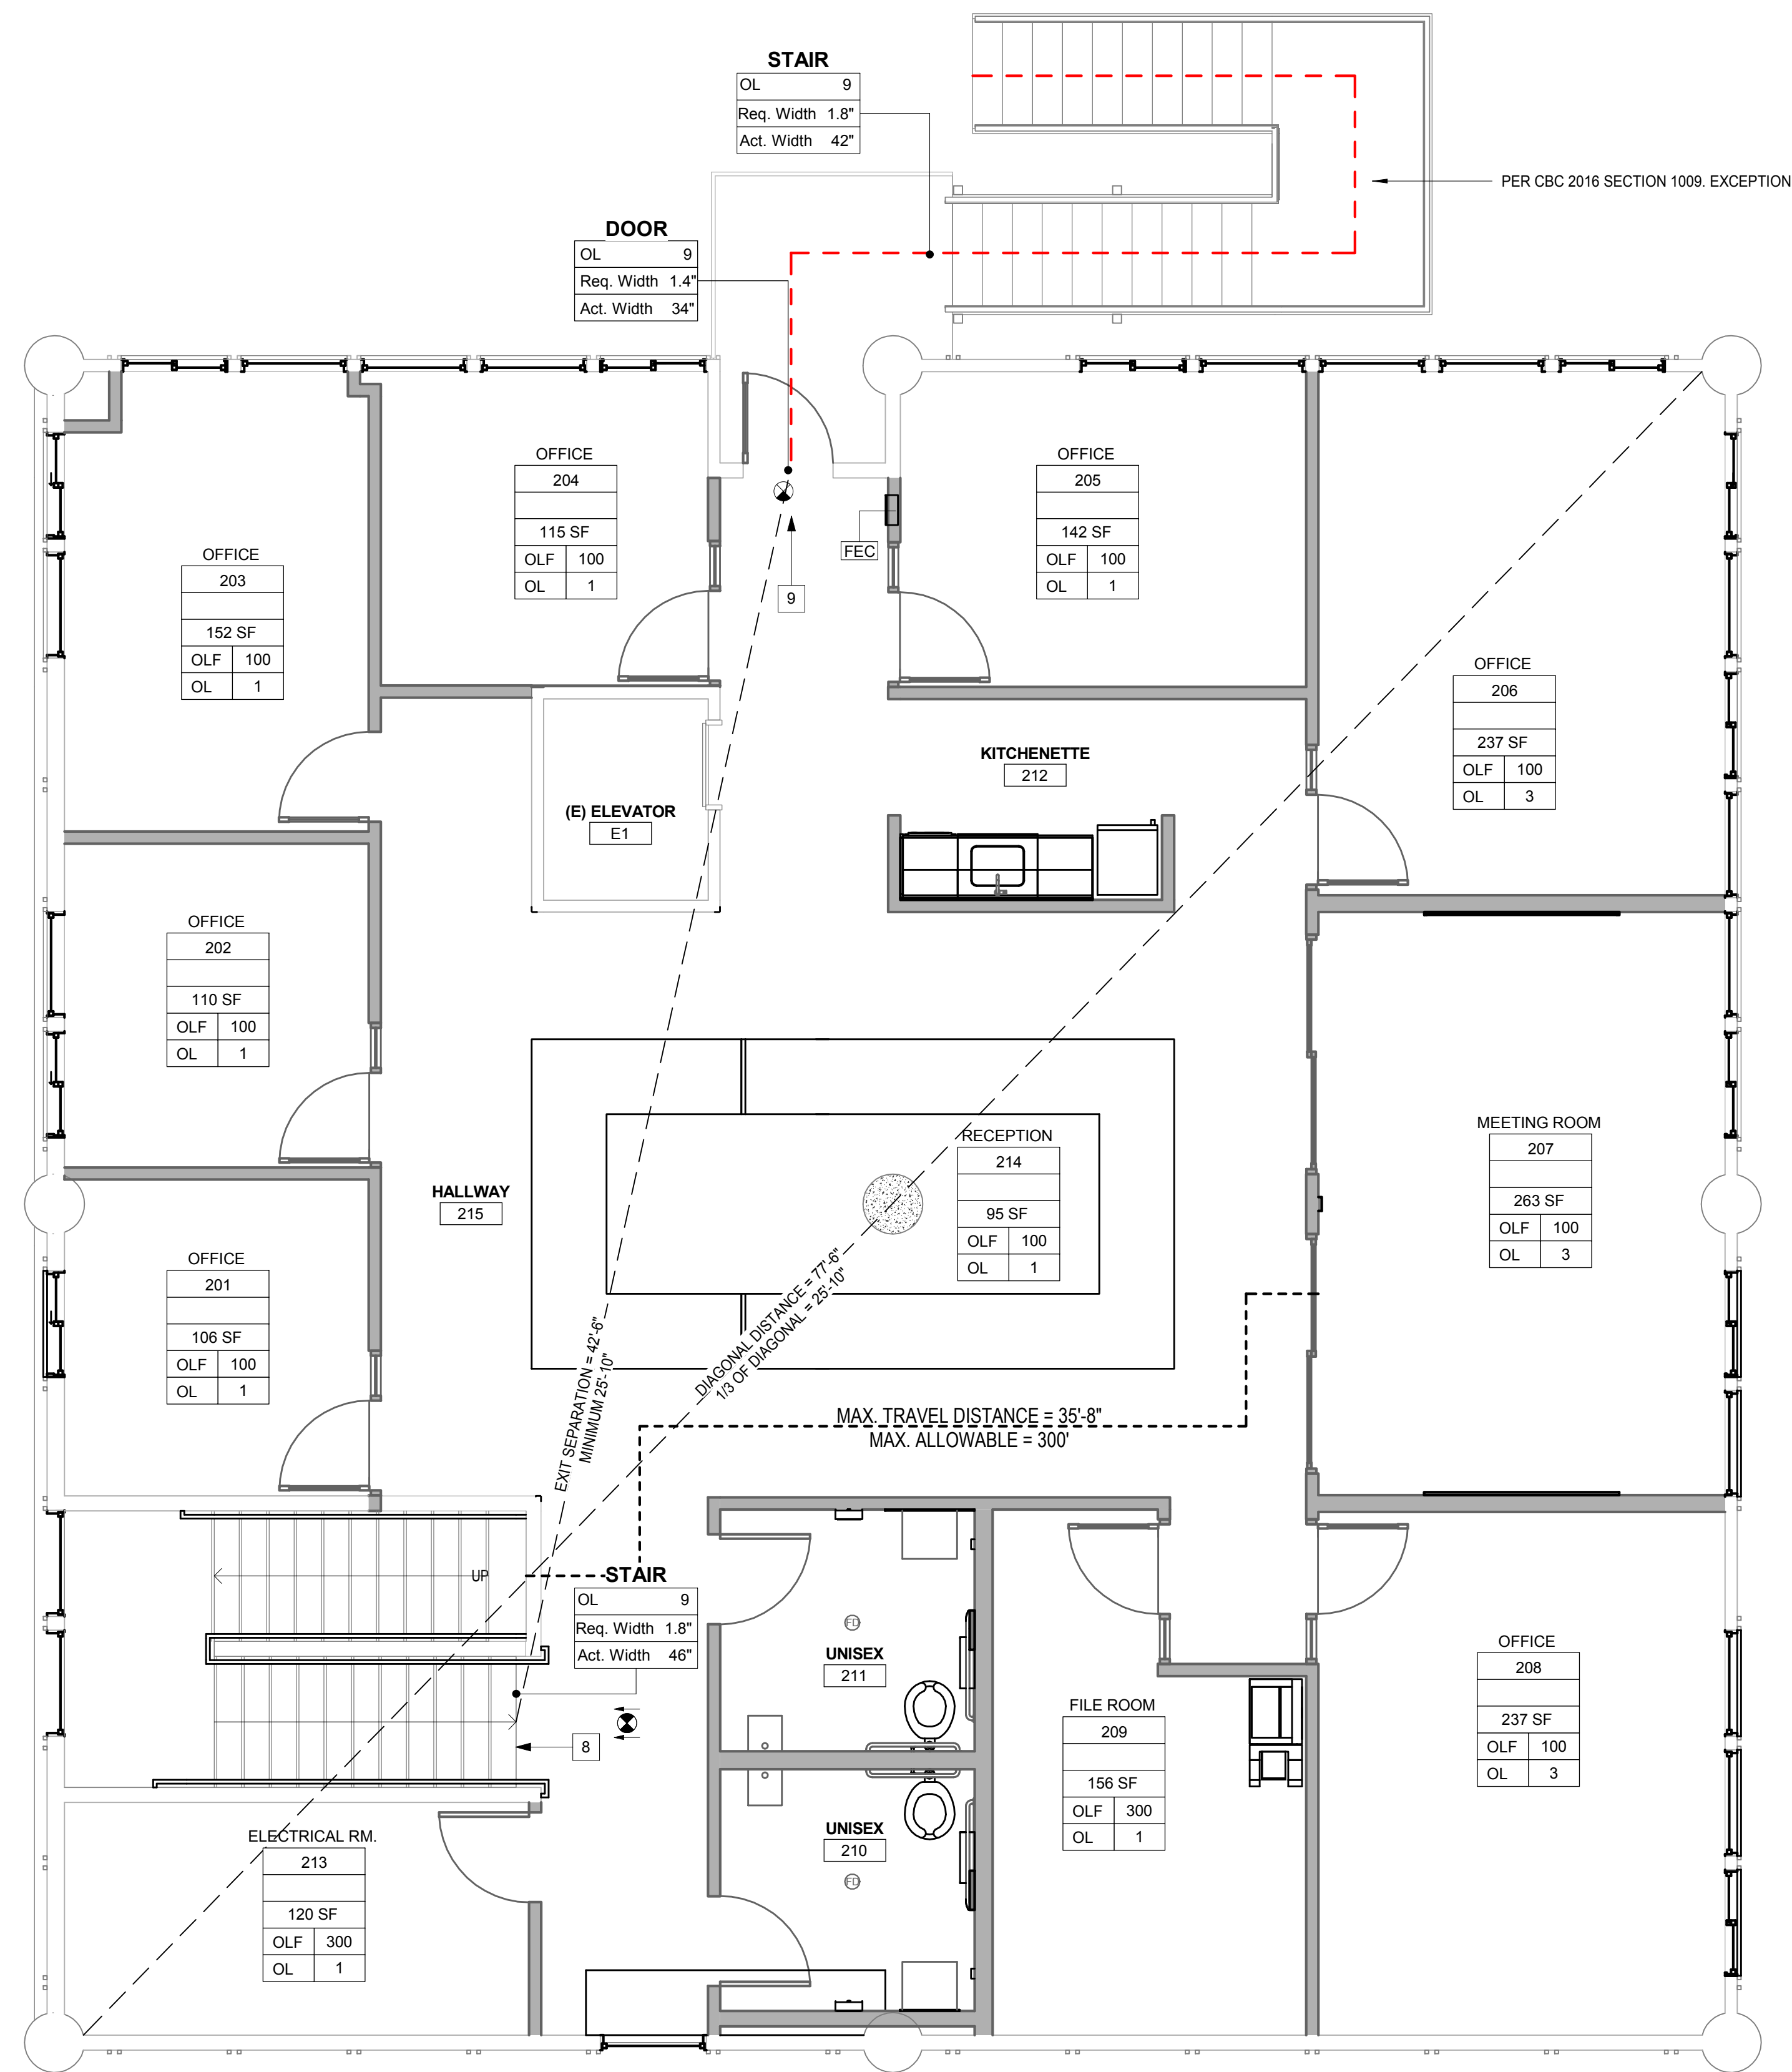 STAIR
OL 9
Req. Width 1.8"
Act. Width 42"
PER CBC 2016 SECTION 1009. EXCEPTION
DOOR
OL 9
Req. Width 1.4"
Act. Width 34"
OFFICE
204
115 SF
OLF 100
OL 1
OFFICE
205
142 SF
OLF 100
OL 1
FEC
9
OFFICE
203
152 SF
OLF 100
OL 1
OFFICE
206
237 SF
OLF 100
OL 3
KITCHENETTE
212
(E) ELEVATOR
E1
OFFICE
202
110 SF
OLF 100
OL 1
RECEPTION
214
95 SF
OLF 100
OL 1
MEETING ROOM
207
263 SF
OLF 100
OL 3
HALLWAY
215
OFFICE
201
106 SF
OLF 100
OL 1
EXIT SEPARATION = 42'-6"
MINIMUM 25'-10"
DIAGONAL DISTANCE = 77'-6"
1/3 OF DIAGONAL = 25'-10"
MAX. TRAVEL DISTANCE = 35'-8"
MAX. ALLOWABLE = 300'
UP
STAIR
OL 9
Req. Width 1.8"
Act. Width 46"
8
FD
UNISEX
211
UNISEX
210
FD
FILE ROOM
209
156 SF
OLF 300
OL 1
OFFICE
208
237 SF
OLF 100
OL 3
ELECTRICAL RM.
213
120 SF
OLF 300
OL 1